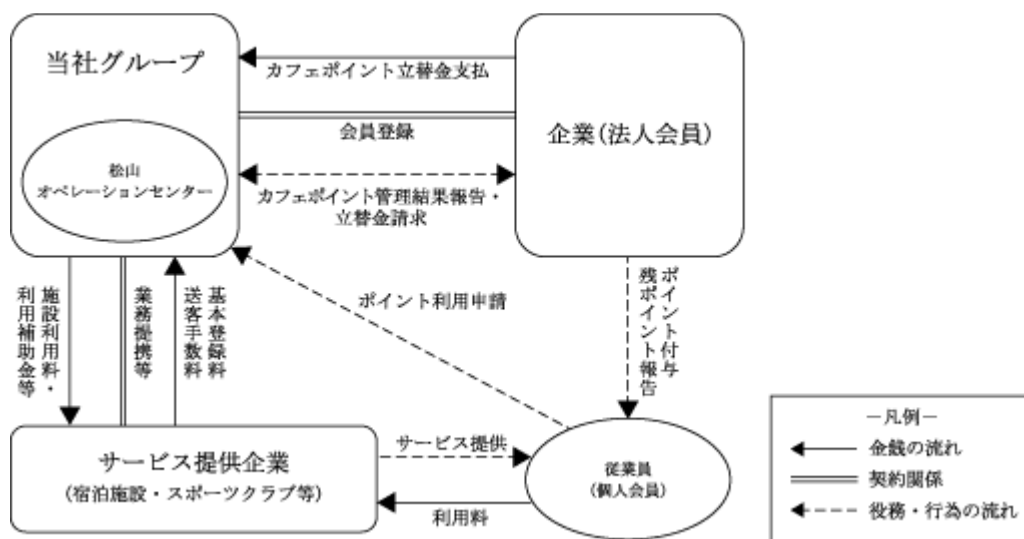 当社グループ
松山
オペレーションセンター
カフェポイント立替金支払
会員登録
カフェポイント管理結果報告・
立替金請求
企業(法人会員)
施設利用料・
利用補助金等
業務提携等
基本登録料
送客手数料
ポイント利用申請
ポイント付与
残ポイント報告
サービス提供企業
(宿泊施設・スポーツクラブ等)
サービス提供
利用料
従業員
(個人会員)
－凡例－
金銭の流れ
契約関係
役務・行為の流れ